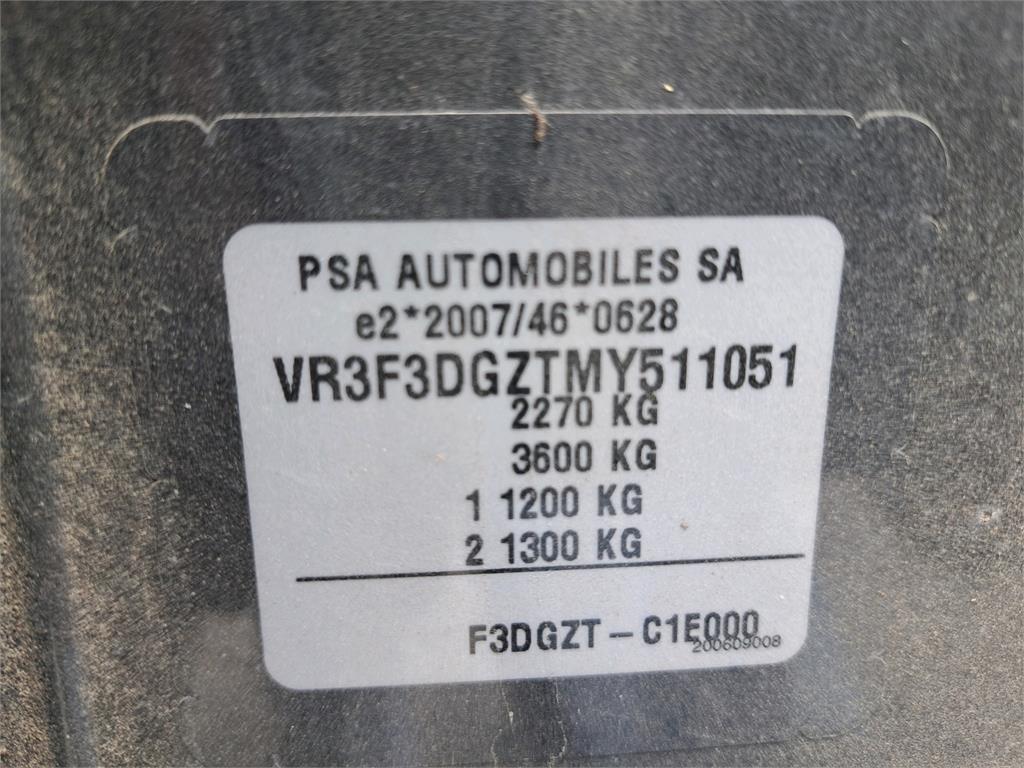 PSA AUTOMOBILES SA
e2*2007/46*0628
VR3F3DGZTMY511051
2270 KG
3600 KG
1 1200 KG
2 1300 KG
F3DGZT - C1E000
200609008